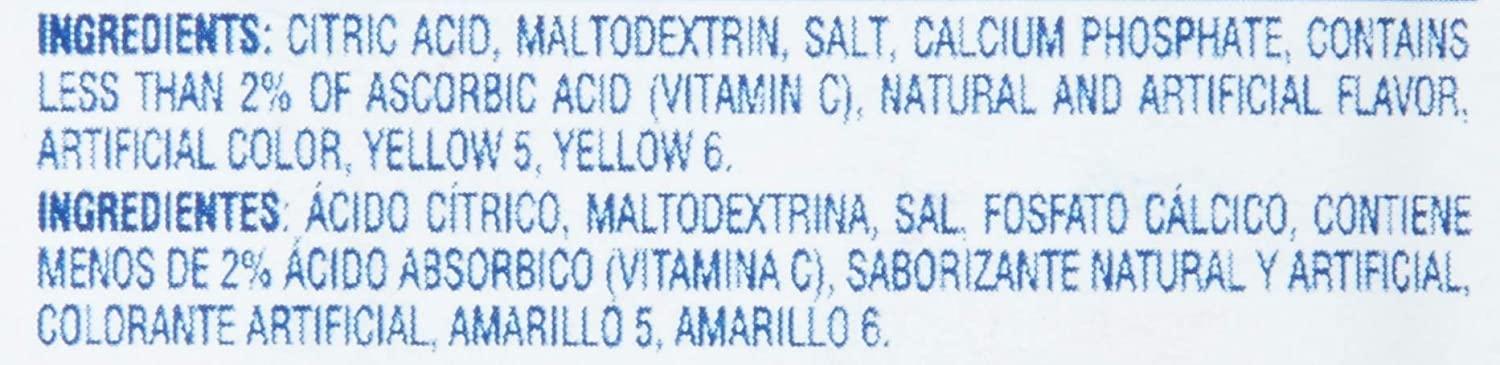 INGREDIENTS: CITRIC ACID, MALTODEXTRIN, SALT, CALCIUM PHOSPHATE, CONTAINS
LESS THAN 2% OF ASCORBIC ACID (VITAMIN C), NATURAL AND ARTIFICIAL FLAVOR,
ARTIFICIAL COLOR, YELLOW 5, YELLOW 6.
INGREDIENTES: ÁCIDO CÍTRICO, MALTODEXTRINA, SAL, FOSFATO CÁLCICO, CONTIENE
MENOS DE 2% ÁCIDO ABSORBICO (VITAMINA C), SABORIZANTE NATURAL Y ARTIFICIAL,
COLORANTE ARTIFICIAL, AMARILLO 5, AMARILLO 6.